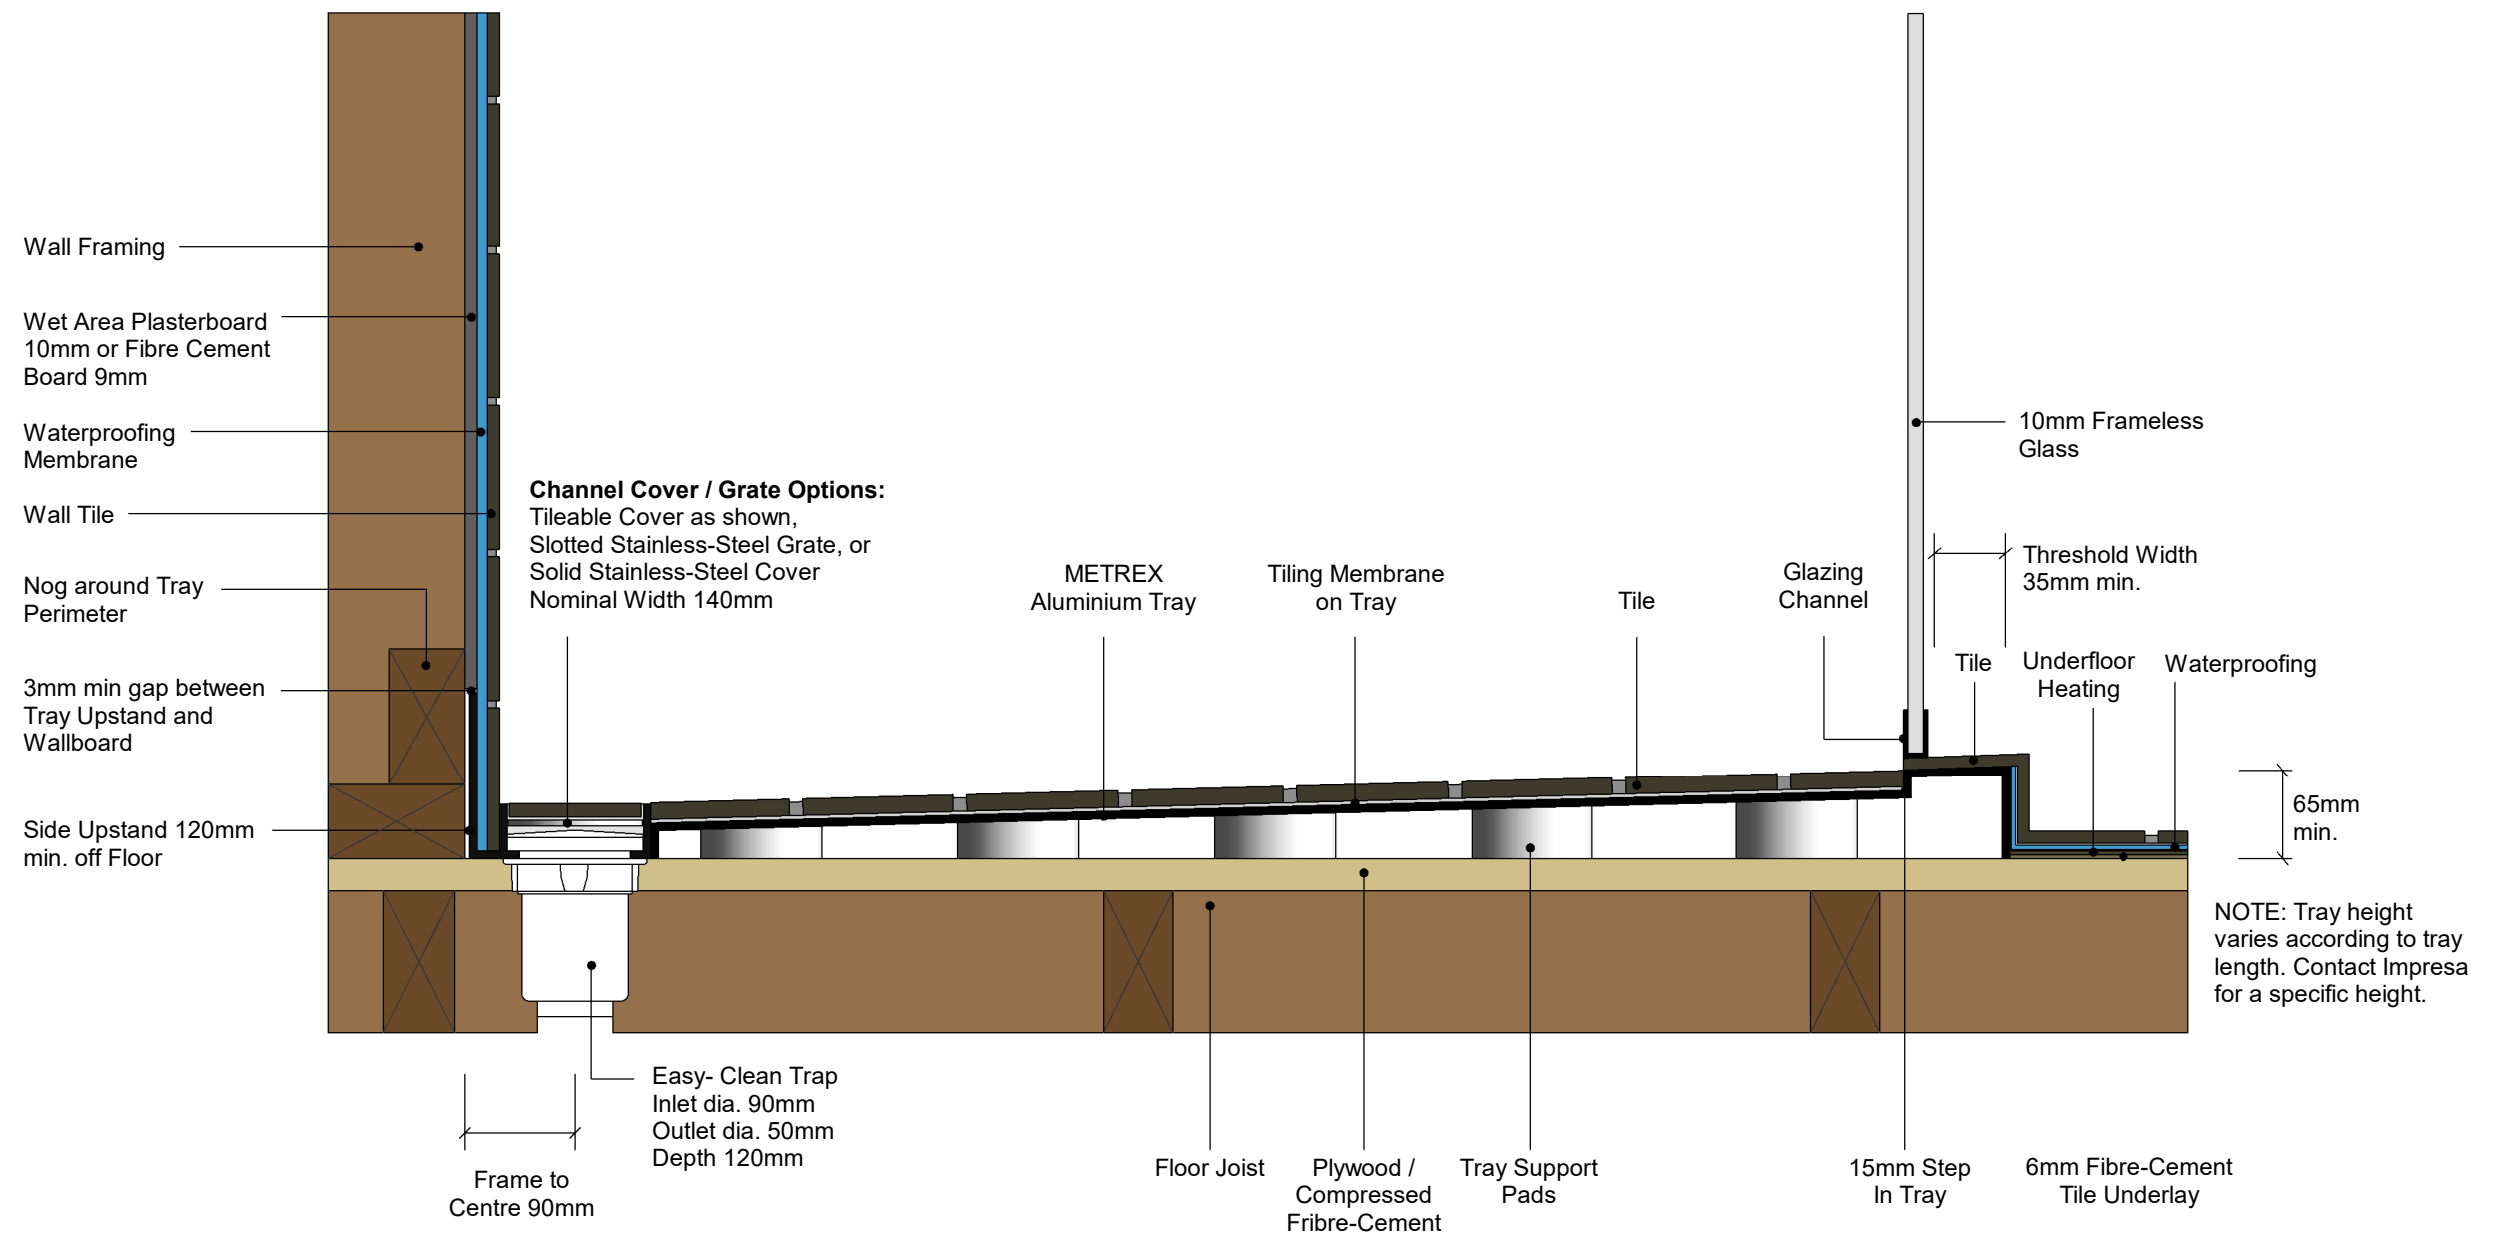 Wall Framing
Wet Area Plasterboard
10mm or Fibre Cement
Board 9mm
Waterproofing
Membrane
Wall Tile
Nog around Tray
Perimeter
3mm min gap between
Tray Upstand and
Wallboard
Side Upstand 120mm
min. off Floor
Channel Cover / Grate Options:
Tileable Cover as shown,
Slotted Stainless-Steel Grate, or
Solid Stainless-Steel Cover
Nominal Width 140mm
METREX
Aluminium Tray
Tiling Membrane
on Tray
Tile
Glazing
Channel
10mm Frameless
Glass
Threshold Width
35mm min.
Tile
Underfloor
Heating
Waterproofing
65mm
min.
NOTE: Tray height
varies according to tray
length. Contact Impresa
for a specific height.
Easy- Clean Trap
Inlet dia. 90mm
Outlet dia. 50mm
Depth 120mm
Frame to
Centre 90mm
Floor Joist
Plywood /
Compressed
Fribre-Cement
Tray Support
Pads
15mm Step
In Tray
6mm Fibre-Cement
Tile Underlay